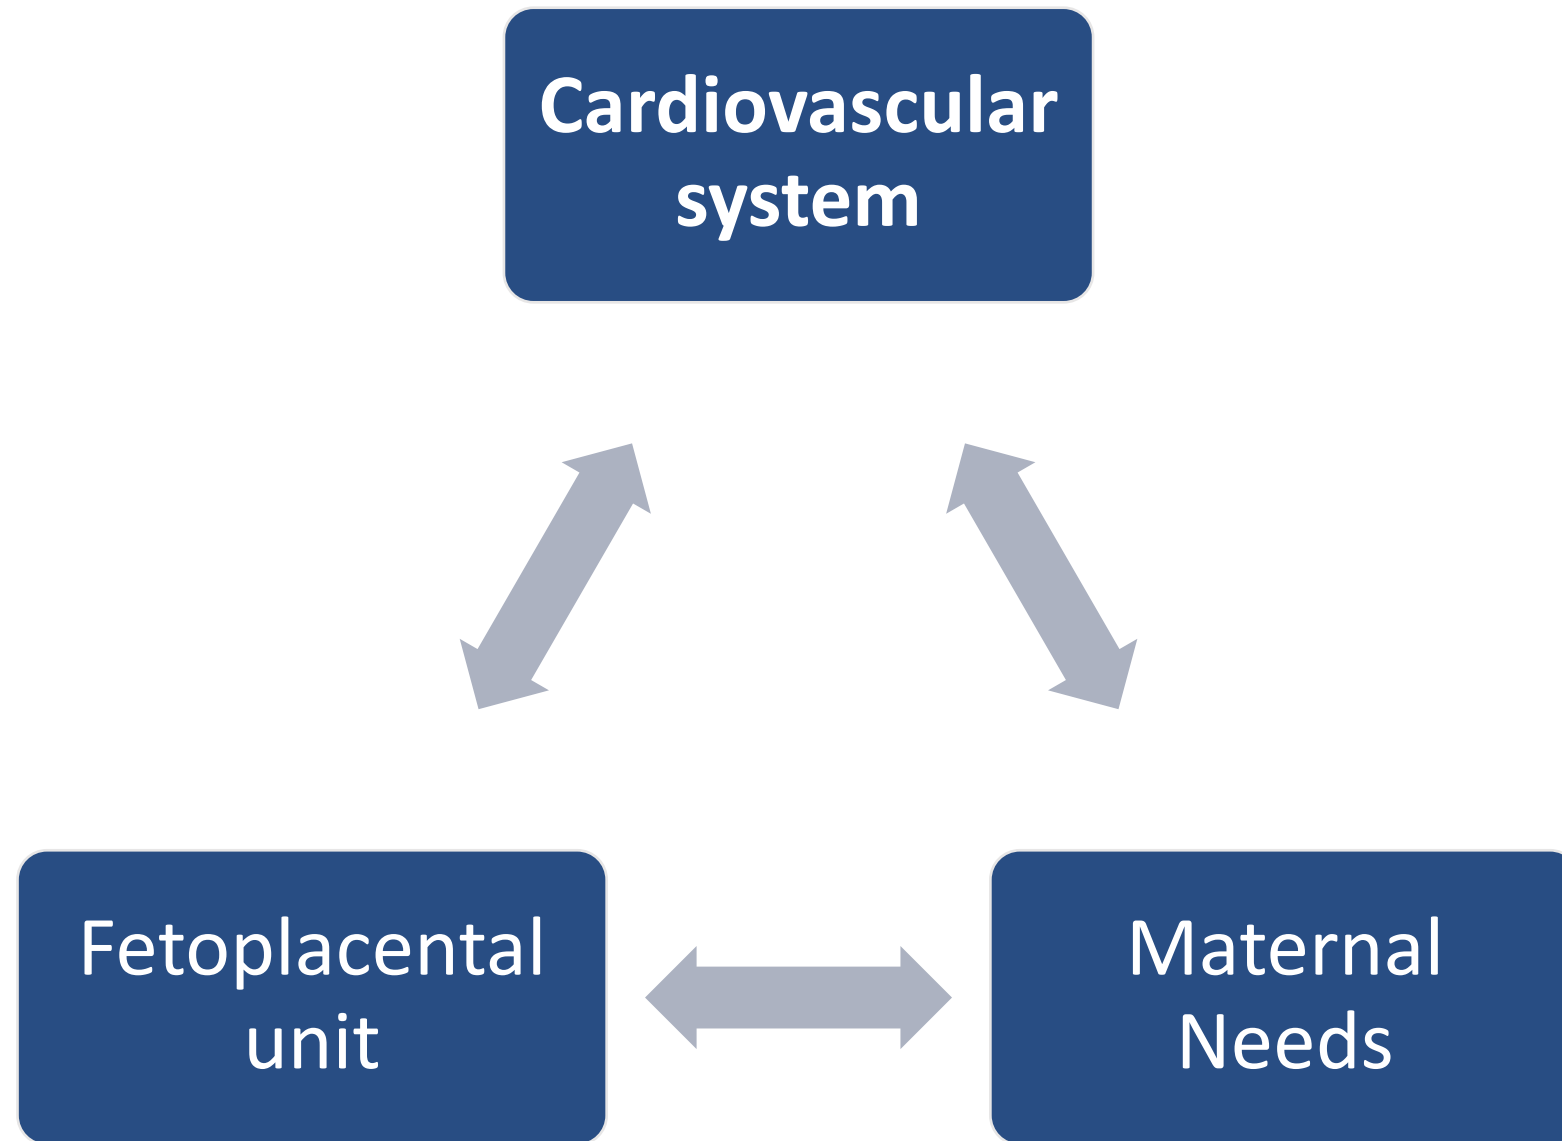 Cardiovascular
system
Fetoplacental
unit
Maternal
Needs